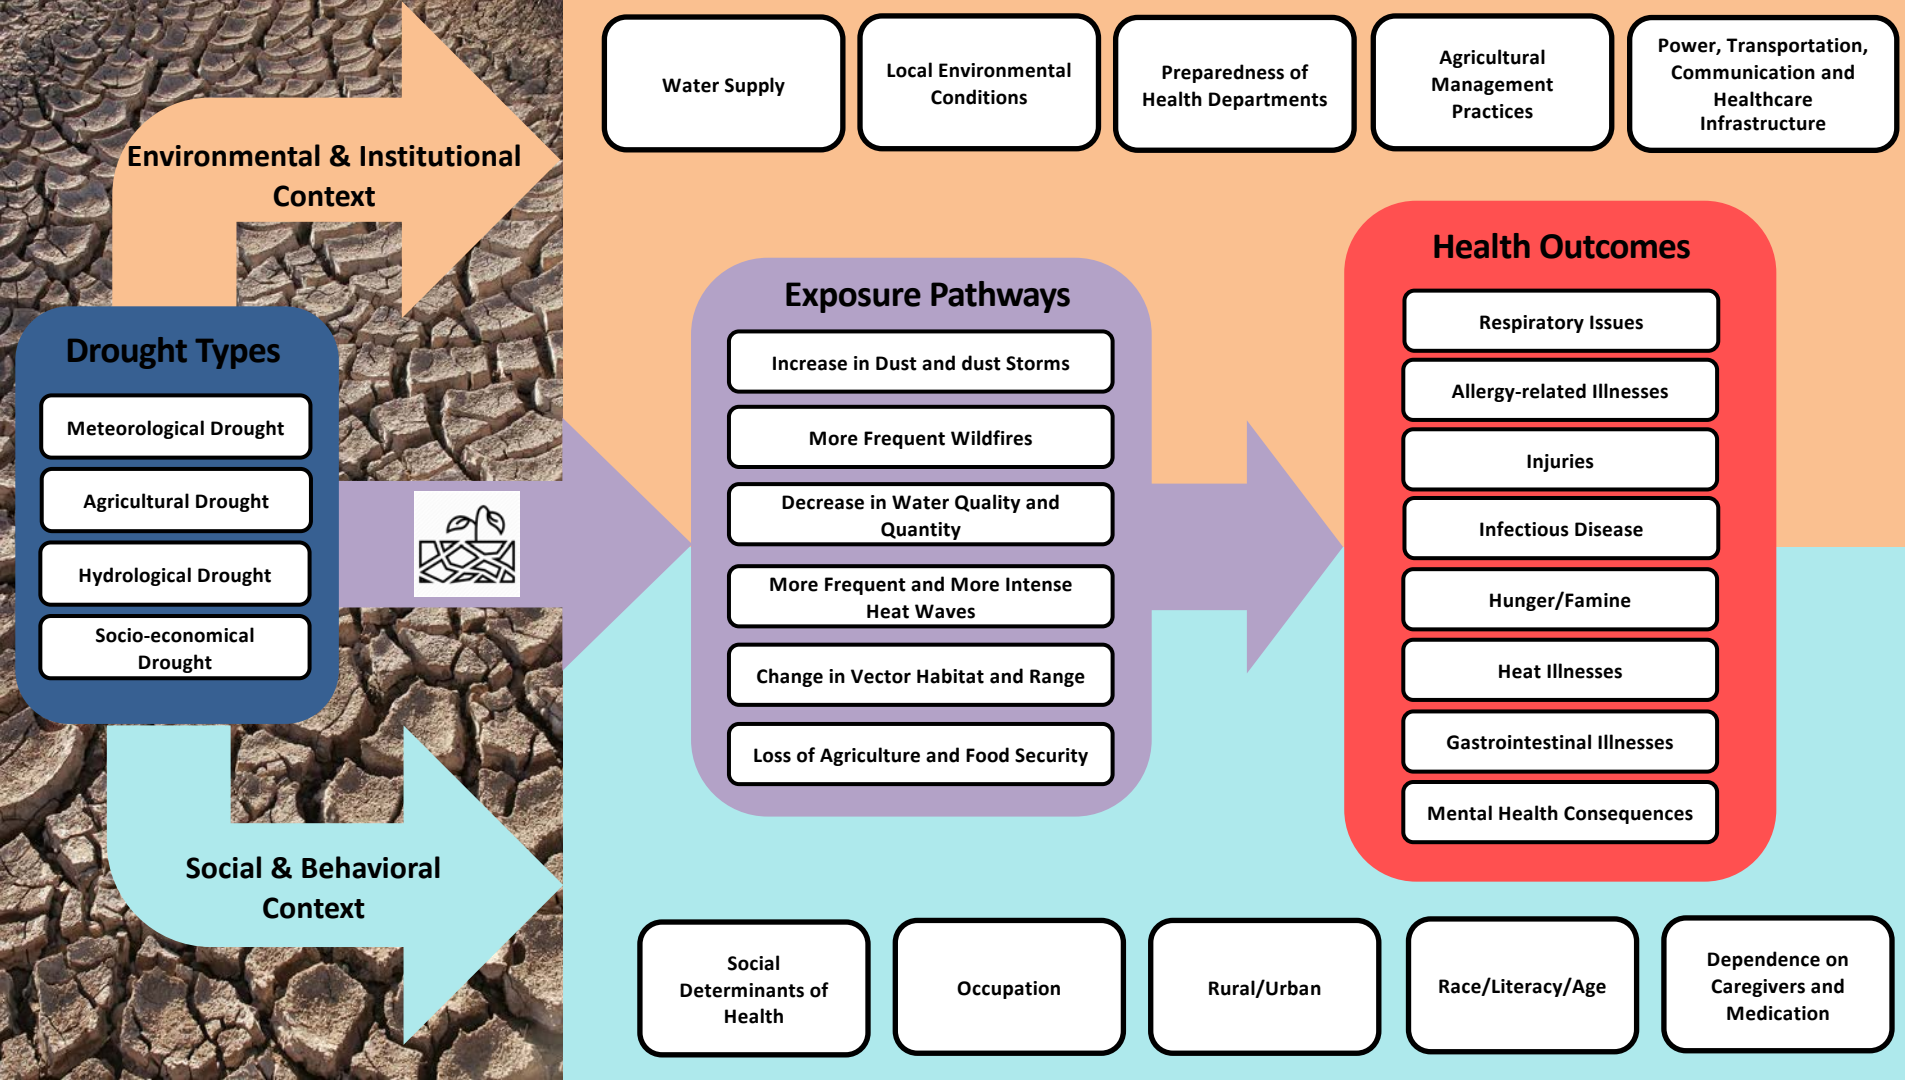 Water Supply
Local Environmental
Conditions
Preparedness of
Health Departments
Agricultural
Management
Practices
Power, Transportation,
Communication and
Healthcare
Infrastructure
Environmental & Institutional
Context
Drought Types
Meteorological Drought
Agricultural Drought
Hydrological Drought
Socio-economical
Drought
Exposure Pathways
Increase in Dust and dust Storms
More Frequent Wildfires
Decrease in Water Quality and
Quantity
More Frequent and More Intense
Heat Waves
Change in Vector Habitat and Range
Loss of Agriculture and Food Security
Health Outcomes
Respiratory Issues
Allergy-related Illnesses
Injuries
Infectious Disease
Hunger/Famine
Heat Illnesses
Gastrointestinal Illnesses
Mental Health Consequences
Social & Behavioral
Context
Social
Determinants of
Health
Occupation
Rural/Urban
Race/Literacy/Age
Dependence on
Caregivers and
Medication